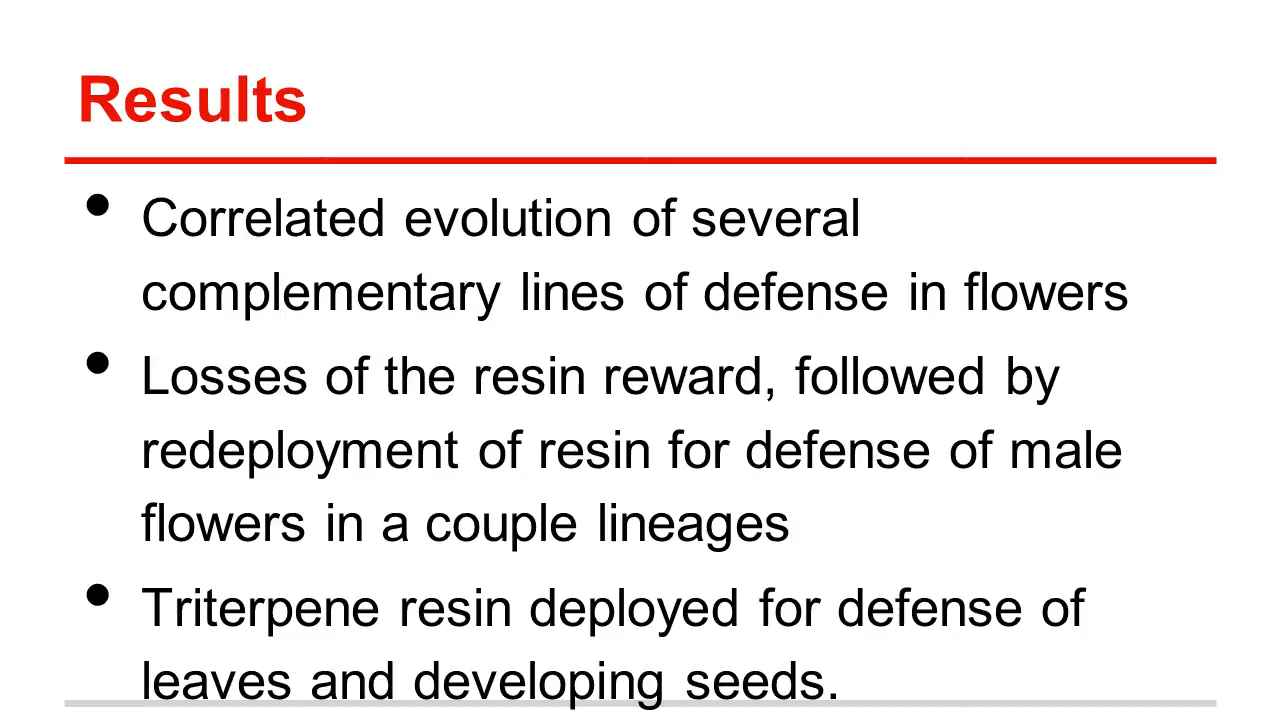 Results
• Correlated evolution of several
complementary lines of defense in flowers
• Losses of the resin reward, followed by
redeployment of resin for defense of male
flowers in a couple lineages
• Triterpene resin deployed for defense of
leaves and developing seeds.